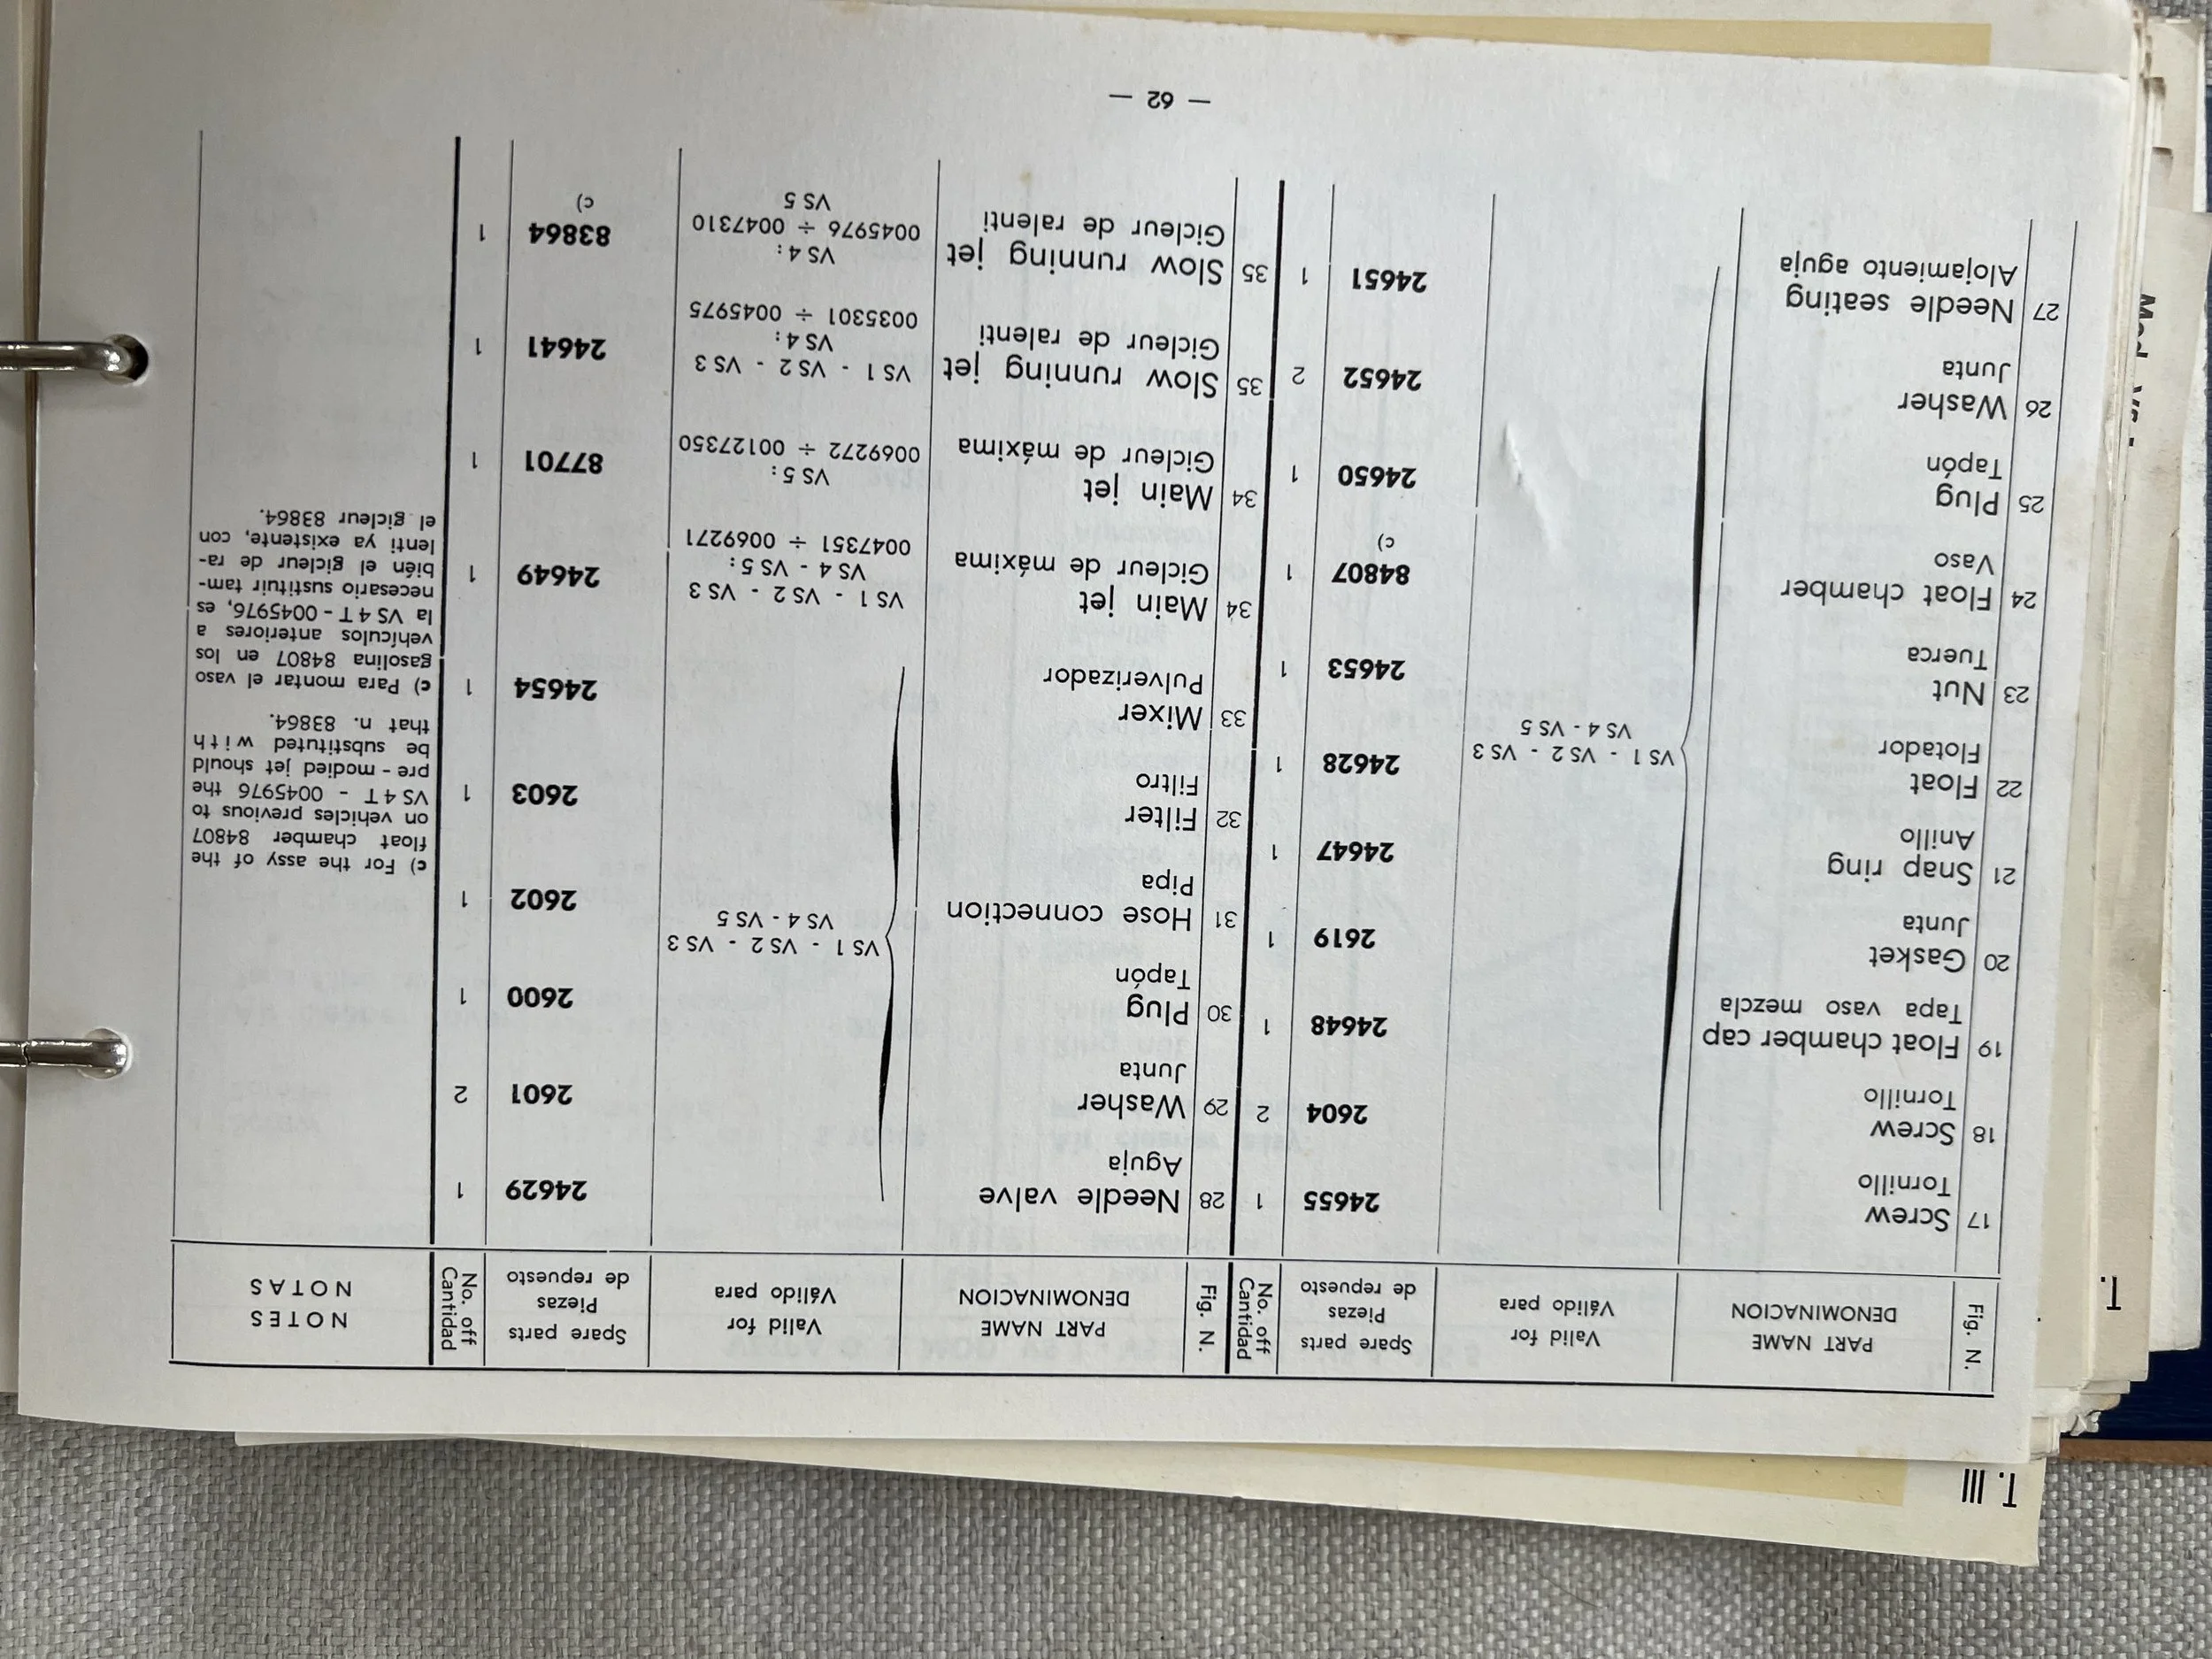 Fig. N.
PART NAME
DENOMINACION
Valid for
Válido para
Spare parts
Piezas
de repuesto
No. off
Cantidad
17 Screw 24655 1
Tornillo
18 Screw 2604 2
Tornillo
19 Float chamber cap 24648 1
Tapa vaso mezcla
20 Gasket 2619 1
Junta
21 Snap ring 24647 1
Anillo
22 Float 24628 1
Flotador
VS 1 - VS 2 - VS 3
VS 4 - VS 5
23 Nut 24653 1
Tuerca
24 Float chamber 84807 1
Vaso c)
25 Plug 24650 1
Tapón
26 Washer 24652 2
Junta
27 Needle seating 24651 1
Alojamiento aguja
Fig. N.
PART NAME
DENOMINACION
Valid for
Válido para
Spare parts
Piezas
de repuesto
No. off
Cantidad
28 Needle valve 24629 1
Aguja
29 Washer 2601 2
Junta
30 Plug 2600 1
Tapón
VS 1 - VS 2 - VS 3
VS 4 - VS 5
31 Hose connection 2602 1
Pipa
32 Filter 2603 1
Filtro
33 Mixer 24654 1
Pulverizador
34 Main jet VS 1 - VS 2 - VS 3 24649 1
Gicleur de máxima VS 4 - VS 5:
0047351 ÷ 0069271
34 Main jet VS 5: 87701 1
Gicleur de máxima 0069272 ÷ 00127350
35 Slow running jet VS 1 - VS 2 - VS 3 24641 1
Gicleur de ralenti VS 4:
0035301 ÷ 0045975
35 Slow running jet VS 4: 83864 1
Gicleur de ralenti 0045976 ÷ 0047310 c)
VS 5
NOTES
NOTAS
c) For the assy of the
float chamber 84807
on vehicles previous to
VS 4 T - 0045976 the
pre-modied jet should
be substituted with
that n. 83864.
c) Para montar el vaso
gasolina 84807 en los
vehículos anteriores a
la VS 4 T - 0045976, es
necesario sustituir tam-
bién el gicleur de ra-
lenti ya existente, con
el gicleur 83864.
— 62 —
T.
T. III